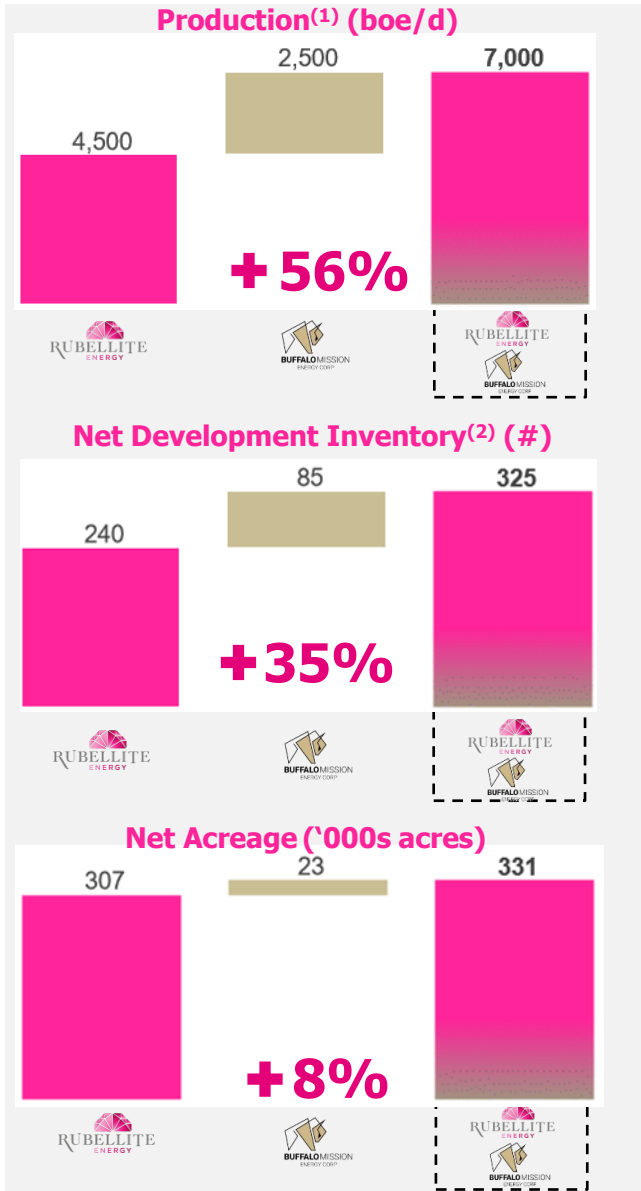 Production(1) (boe/d)
2,500
7,000
4,500
+56%
RUBELLITE
ENERGY
BUFFALO MISSION
ENERGY CORP
RUBELLITE
ENERGY
BUFFALO MISSION
ENERGY CORP
Net Development Inventory(2) (#)
85
325
240
+35%
RUBELLITE
ENERGY
BUFFALO MISSION
ENERGY CORP
RUBELLITE
ENERGY
BUFFALO MISSION
ENERGY CORP
Net Acreage (‘000s acres)
307
23
331
+8%
RUBELLITE
ENERGY
BUFFALO MISSION
ENERGY CORP
RUBELLITE
ENERGY
BUFFALO MISSION
ENERGY CORP